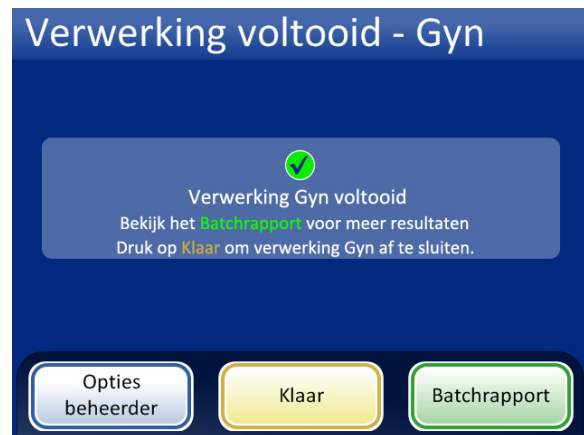 Verwerking voltooid - Gyn
Verwerking Gyn voltooid
Bekijk het Batchrapport voor meer resultaten
Druk op Klaar om verwerking Gyn af te sluiten.
Opties
beheerder
Klaar
Batchrapport